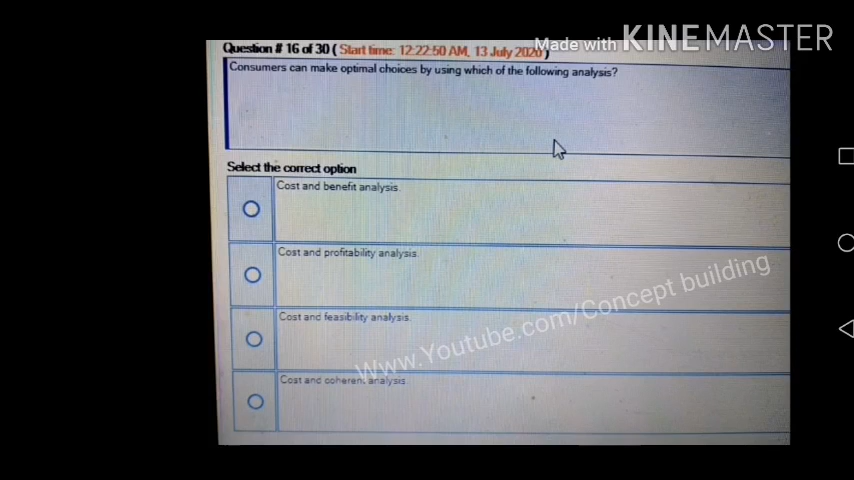 Question # 16 of 30 ( Start time: 12:22:50 AM, 13 July 2020 )
Made with KINEMASTER
Consumers can make optimal choices by using which of the following analysis?
Select the correct option
Cost and benefit analysis.
Cost and profitability analysis.
Cost and feasibility analysis.
Cost and coherent analysis.
Www.Youtube.com/Concept building